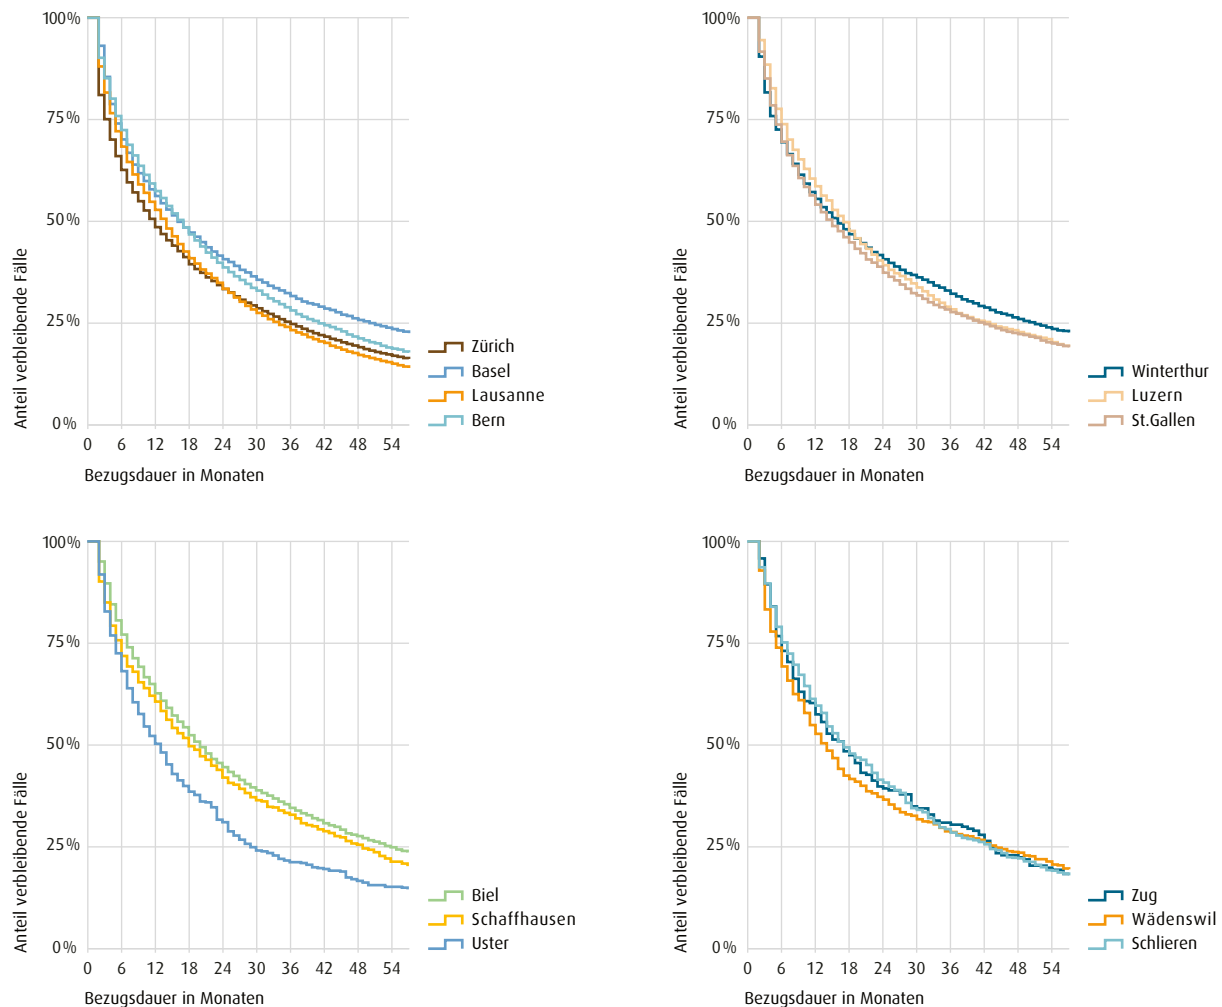 100%
75%
50%
25%
0%
Anteil verbleibende Fälle
0 6 12 18 24 30 36 42 48 54
Bezugsdauer in Monaten
Zürich
Basel
Lausanne
Bern
100%
75%
50%
25%
0%
Anteil verbleibende Fälle
0 6 12 18 24 30 36 42 48 54
Bezugsdauer in Monaten
Winterthur
Luzern
St.Gallen
100%
75%
50%
25%
0%
Anteil verbleibende Fälle
0 6 12 18 24 30 36 42 48 54
Bezugsdauer in Monaten
Biel
Schaffhausen
Uster
100%
75%
50%
25%
0%
Anteil verbleibende Fälle
0 6 12 18 24 30 36 42 48 54
Bezugsdauer in Monaten
Zug
Wädenswil
Schlieren